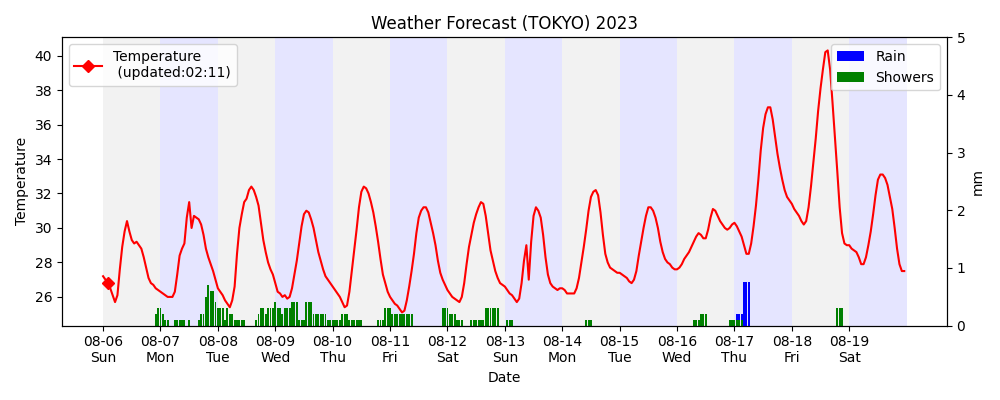 Weather Forecast (TOKYO) 2023
Temperature
(updated:02:11)
Rain
Showers
Temperature
40
38
36
34
32
30
28
26
5
4
3
2
1
0
mm
08-06 08-07 08-08 08-09 08-10 08-11 08-12 08-13 08-14 08-15 08-16 08-17 08-18 08-19
Sun Mon Tue Wed Thu Fri Sat Sun Mon Tue Wed Thu Fri Sat
Date